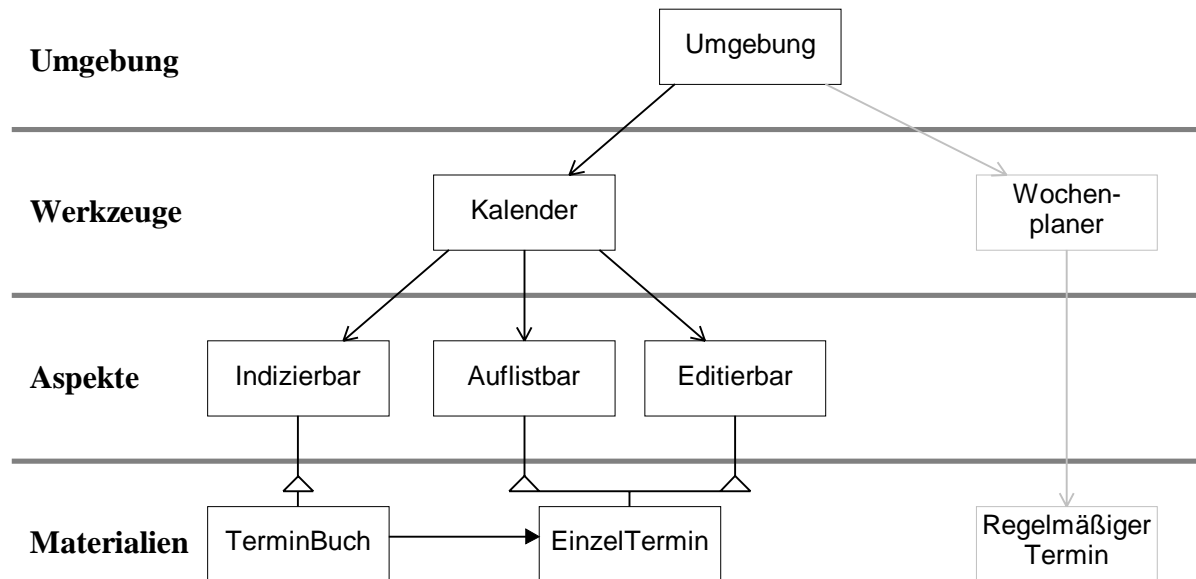 Umgebung
Umgebung
Werkzeuge
Kalender
Wochen-
planer
Aspekte
Indizierbar
Auflistbar
Editierbar
Materialien
TerminBuch
EinzelTermin
Regelmäßiger
Termin